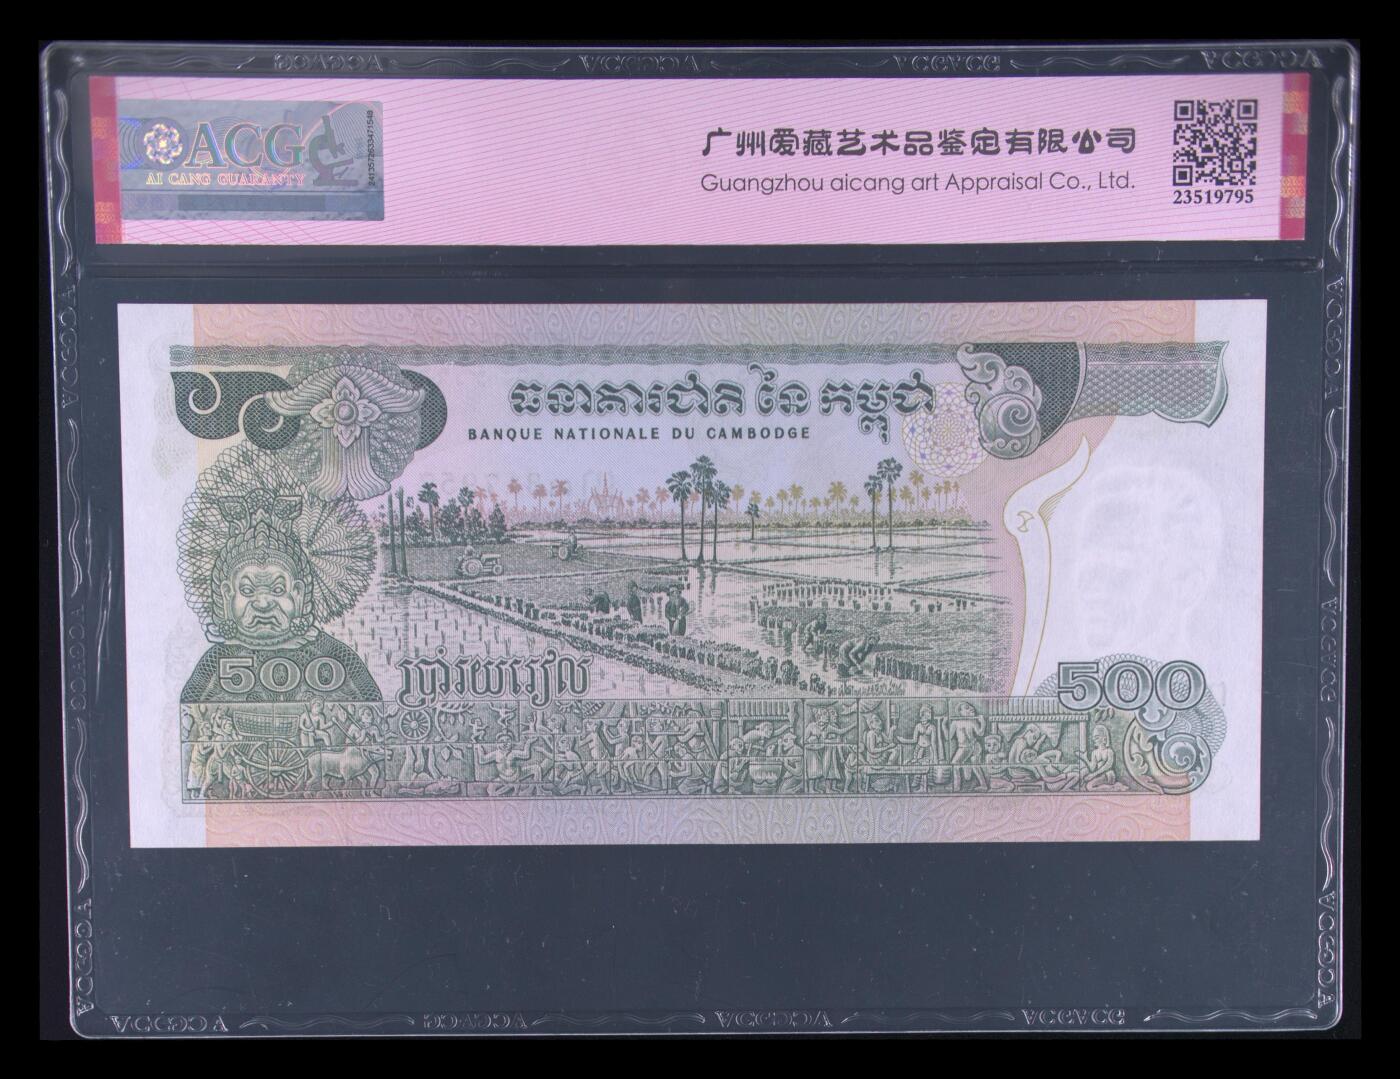 ACG
AI CANG GUARANTY
2413572633471548
广州爱藏艺术品鉴定有限公司
Guangzhou aicang art Appraisal Co., Ltd.
23519795
ធនាគារជាតិ នៃ កម្ពុជា
BANQUE NATIONALE DU CAMBODGE
500
ប្រាំរយរៀល
500